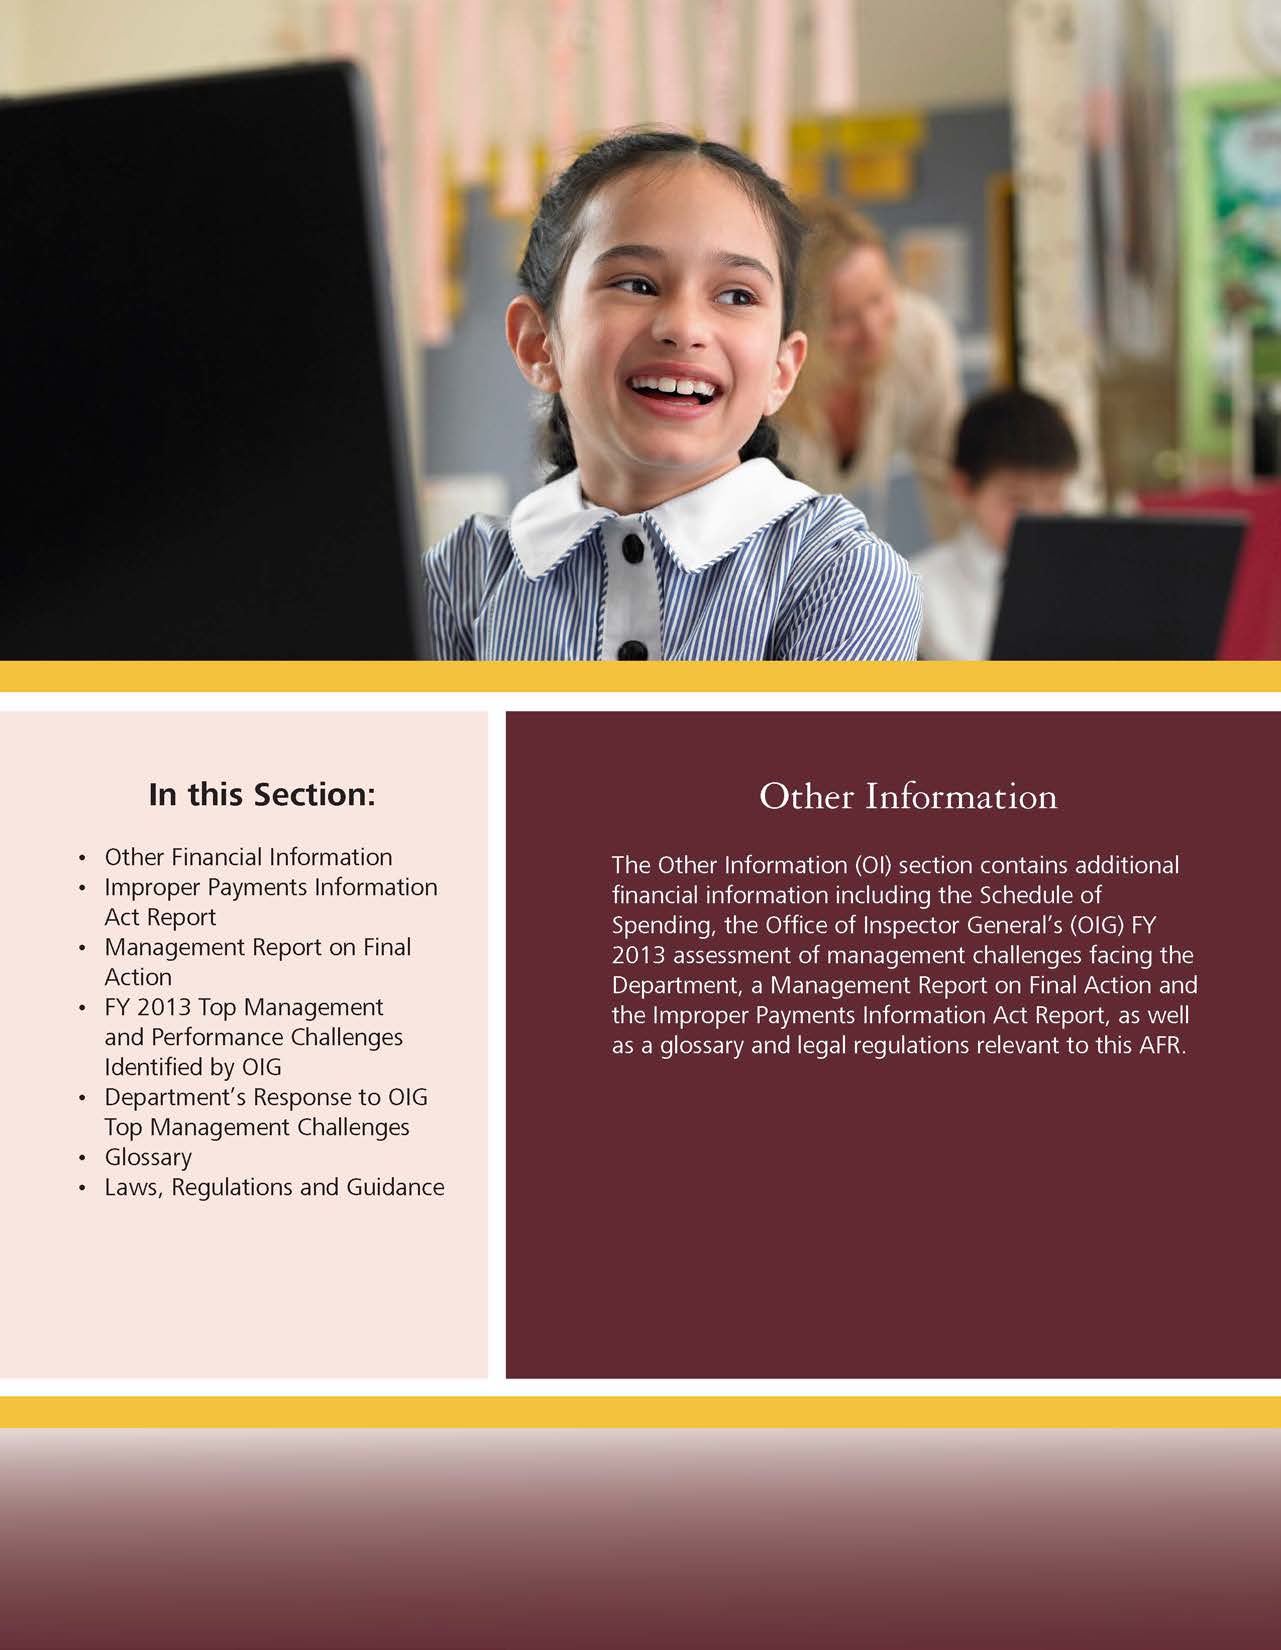 In this Section:
• Other Financial Information
• Improper Payments Information
Act Report
• Management Report on Final
Action
• FY 2013 Top Management
and Performance Challenges
Identified by OIG
• Department’s Response to OIG
Top Management Challenges
• Glossary
• Laws, Regulations and Guidance
Other Information
The Other Information (OI) section contains additional
financial information including the Schedule of
Spending, the Office of Inspector General’s (OIG) FY
2013 assessment of management challenges facing the
Department, a Management Report on Final Action and
the Improper Payments Information Act Report, as well
as a glossary and legal regulations relevant to this AFR.